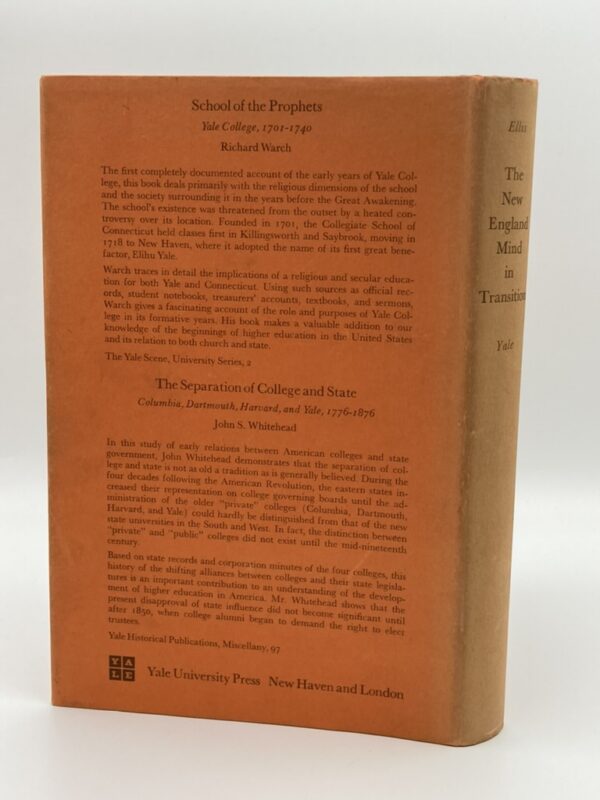 School of the Prophets
Yale College, 1701-1740
Richard Warch
The first completely documented account of the early years of Yale Col-
lege, this book deals primarily with the religious dimensions of the school
and the society surrounding it in the years before the Great Awakening.
The school's existence was threatened from the outset by a heated con-
troversy over its location. Founded in 1701, the Collegiate School of
Connecticut held classes first in Killingsworth and Saybrook, moving in
1718 to New Haven, where it adopted the name of its first great bene-
factor, Elihu Yale.
Warch traces in detail the implications of a religious and secular educa-
tion for both Yale and Connecticut. Using such sources as official rec-
ords, student notebooks, treasurers' accounts, textbooks, and sermons,
Warch gives a fascinating account of the role and purposes of Yale Col-
lege in its formative years. His book makes a valuable addition to our
knowledge of the beginnings of higher education in the United States
and its relation to both church and state.
The Yale Scene, University Series, 2
The Separation of College and State
Columbia, Dartmouth, Harvard, and Yale, 1776-1876
John S. Whitehead
In this study of early relations between American colleges and state
government, John Whitehead demonstrates that the separation of col-
lege and state is not as old a tradition as is generally believed. During the
four decades following the American Revolution, the eastern states in-
creased their representation on college governing boards until the ad-
ministration of the older "private" colleges (Columbia, Dartmouth,
Harvard, and Yale) could hardly be distinguished from that of the new
state universities in the South and West. In fact, the distinction between
"private" and "public" colleges did not exist until the mid-nineteenth
century.
Based on state records and corporation minutes of the four colleges, this
history of the shifting alliances between colleges and their state legisla-
tures is an important contribution to an understanding of the develop-
ment of higher education in America. Mr. Whitehead shows that the
present disapproval of state influence did not become significant until
after 1850, when college alumni began to demand the right to elect
trustees.
Yale Historical Publications, Miscellany, 97
YA
LE
Yale University Press New Haven and London
Ellis
The
New
England
Mind
in
Transition
Yale